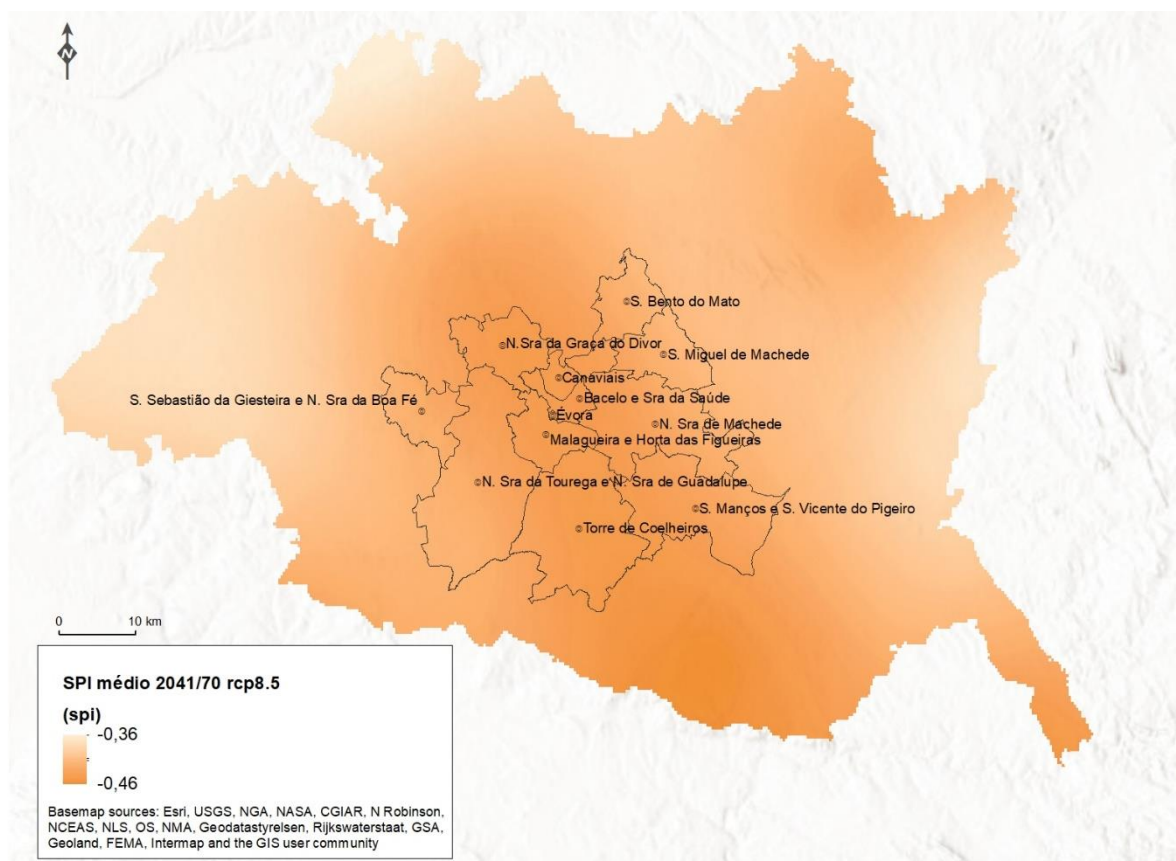 N
S. Bento do Mato
N.Sra da Graça do Divor
S. Miguel de Machede
Canaviais
Bacelo e Sra da Saúde
S. Sebastião da Giesteira e N. Sra da Boa Fé
Évora
N. Sra de Machede
Malagueira e Horta das Figueiras
N. Sra da Tourega e N. Sra de Guadalupe
S. Manços e S. Vicente do Pigeiro
Torre de Coelheiros
0 10 km
SPI médio 2041/70 rcp8.5
(spi)
-0,36
-0,46
Basemap sources: Esri, USGS, NGA, NASA, CGIAR, N Robinson,
NCEAS, NLS, OS, NMA, Geodatastyrelsen, Rijkswaterstaat, GSA,
Geoland, FEMA, Intermap and the GIS user community